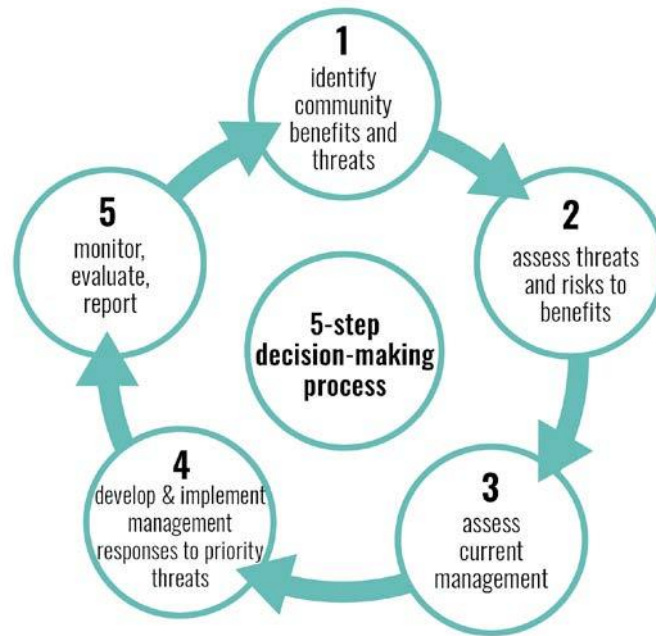 1
identify
community
benefits and
threats
2
assess threats
and risks to
benefits
3
assess
current
management
4
develop & implement
management
responses to priority
threats
5
monitor,
evaluate,
report
5-step
decision-making
process